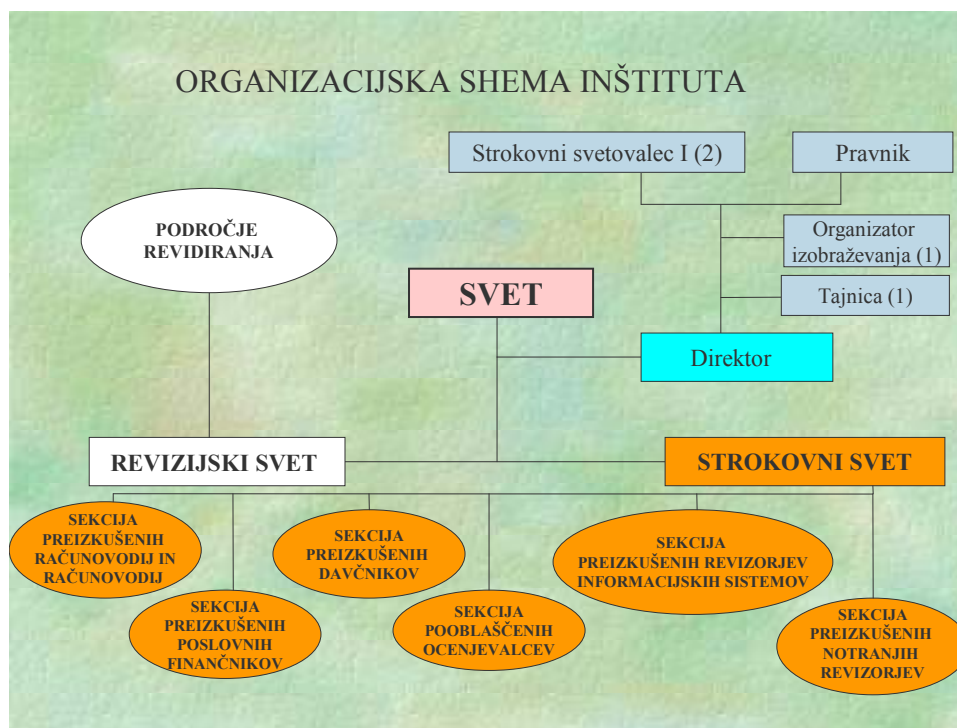 ORGANIZACIJSKA SHEMA INŠTITUTA
Strokovni svetovalec I (2)
Pravnik
PODROČJE
REVIDIRANJA
Organizator
izobraževanja (1)
SVET
Tajnica (1)
Direktor
REVIZIJSKI SVET
STROKOVNI SVET
SEKCIJA
PREIZKUŠENIH
RAČUNOVODIJ IN
RAČUNOVODIJ
SEKCIJA
PREIZKUŠENIH
POSLOVNIH
FINANČNIKOV
SEKCIJA
PREIZKUŠENIH
DAVČNIKOV
SEKCIJA
POOBLAŠČENIH
OCENJEVALCEV
SEKCIJA
PREIZKUŠENIH REVIZORJEV
INFORMACIJSKIH SISTEMOV
SEKCIJA
PREIZKUŠENIH
NOTRANJIH
REVIZORJEV